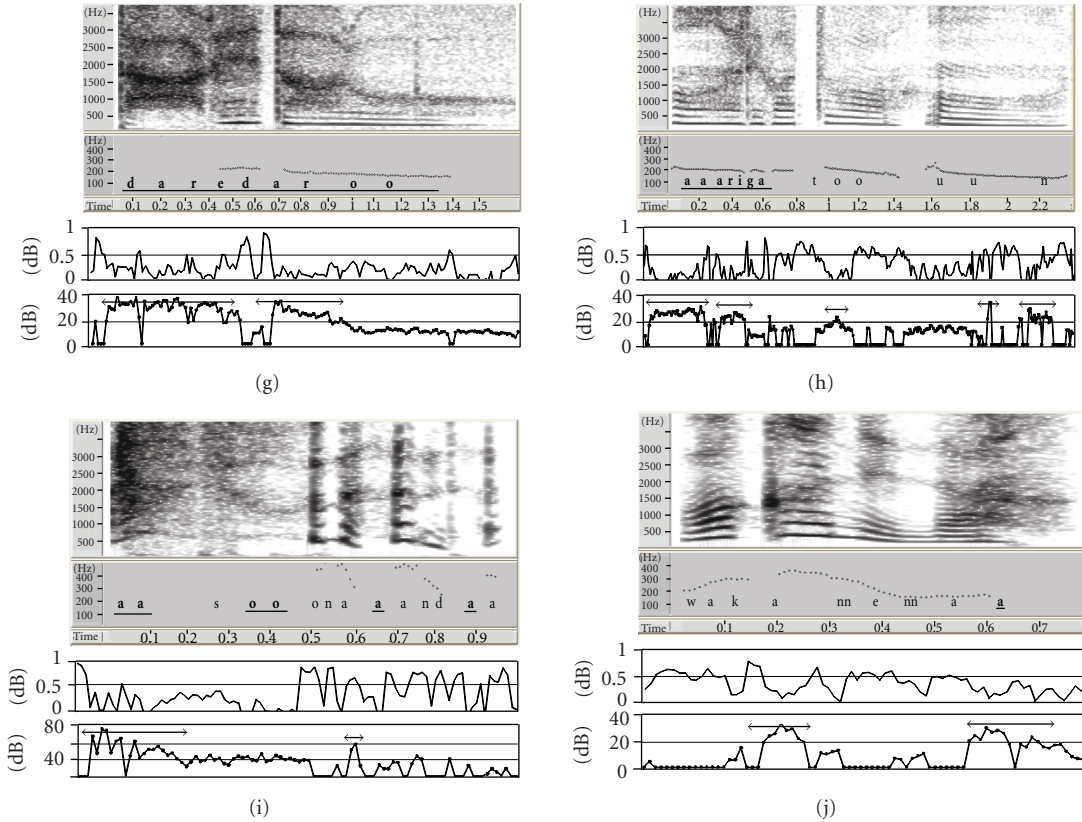 (Hz)
3000
2500
2000
1500
1000
500
(Hz)
400
300
200
100
d a r e d a r o o
Time 0.1 0.2 0.3 0.4 0.5 0.6 0.7 0.8 0.9 1 1.1 1.2 1.3 1.4 1.5
1
0.5
0
(dB)
40
20
0
(dB)
(g)
(Hz)
3000
2500
2000
1500
1000
500
(Hz)
400
300
200
100
a a a r i g a t o o u u n
Time 0.2 0.4 0.6 0.8 1 1.2 1.4 1.6 1.8 2 2.2
1
0.5
0
(dB)
40
20
0
(dB)
(h)
(Hz)
3000
2500
2000
1500
1000
500
(Hz)
400
300
200
100
a a s o o o n a a a n d a a
Time 0.1 0.2 0.3 0.4 0.5 0.6 0.7 0.8 0.9
1
0.5
0
(dB)
80
40
(dB)
(i)
(Hz)
3000
2500
2000
1500
1000
500
(Hz)
400
300
200
100
w a k a nn e nn a a
Time 0.1 0.2 0.3 0.4 0.5 0.6 0.7
1
0.5
0
(dB)
40
20
0
(dB)
(j)